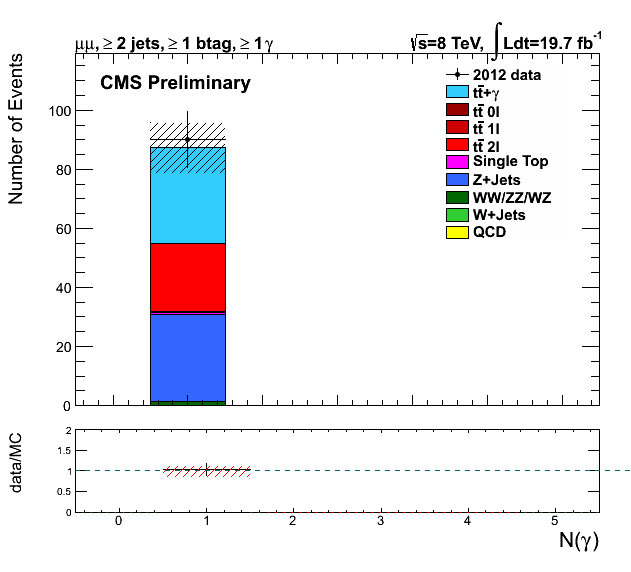 μμ, ≥ 2 jets, ≥ 1 btag, ≥ 1 γ
√s=8 TeV, ∫ Ldt=19.7 fb⁻¹
CMS Preliminary
2012 data
tt̄+γ
tt̄ 0l
tt̄ 1l
tt̄ 2l
Single Top
Z+Jets
WW/ZZ/WZ
W+Jets
QCD
Number of Events
100
80
60
40
20
0
data/MC
2
1.5
1
0.5
0
0 1 2 3 4 5
N(γ)